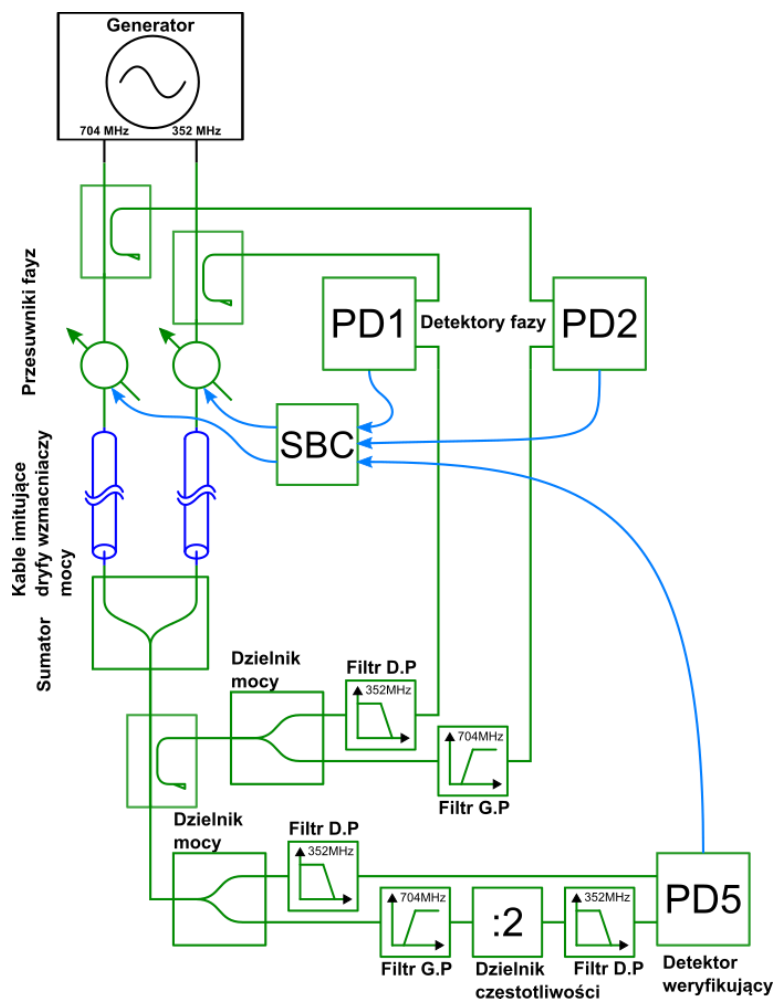 Generator
704 MHz
352 MHz
Przesuwniki fayz
PD1
Detektory fazy
PD2
SBC
Kable imitujące
dryfy wzmacniaczy
mocy
Sumator
Dzielnik
mocy
Filtr D.P
352MHz
704MHz
Filtr G.P
Dzielnik
mocy
Filtr D.P
352MHz
704MHz
Filtr G.P
:2
Dzielnik
czestotliwości
352MHz
Filtr D.P
PD5
Detektor
weryfikujący